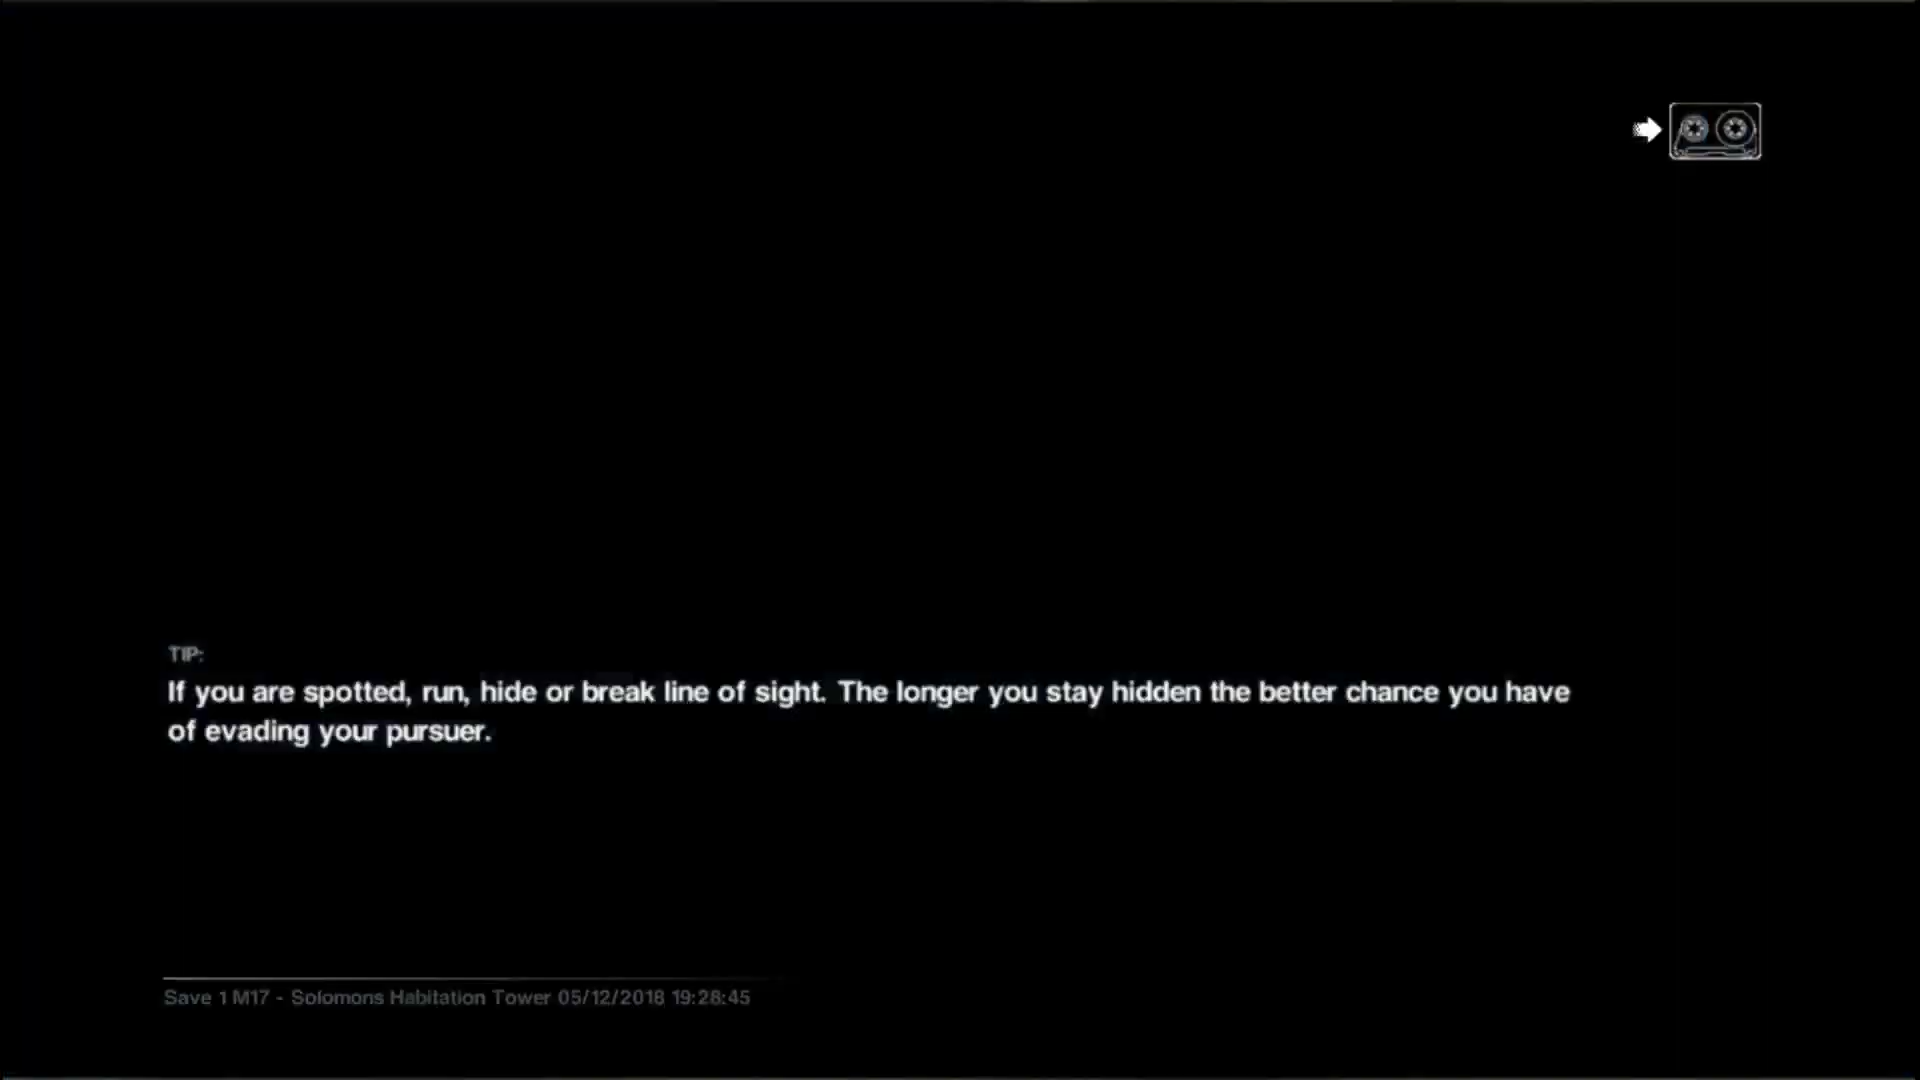 TIP:
If you are spotted, run, hide or break line of sight. The longer you stay hidden the better chance you have
of evading your pursuer.
Save 1 M17 - Solomons Habitation Tower 05/12/2018 19:28:45